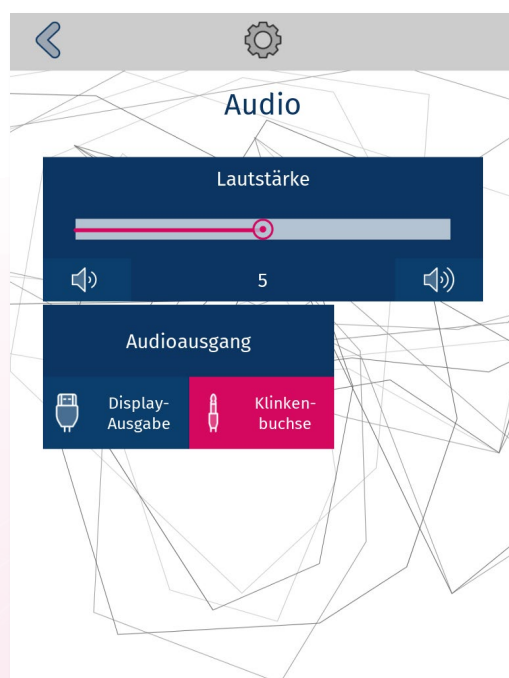 Audio
Lautstärke
5
Audioausgang
Display-
Ausgabe
Klinken-
buchse